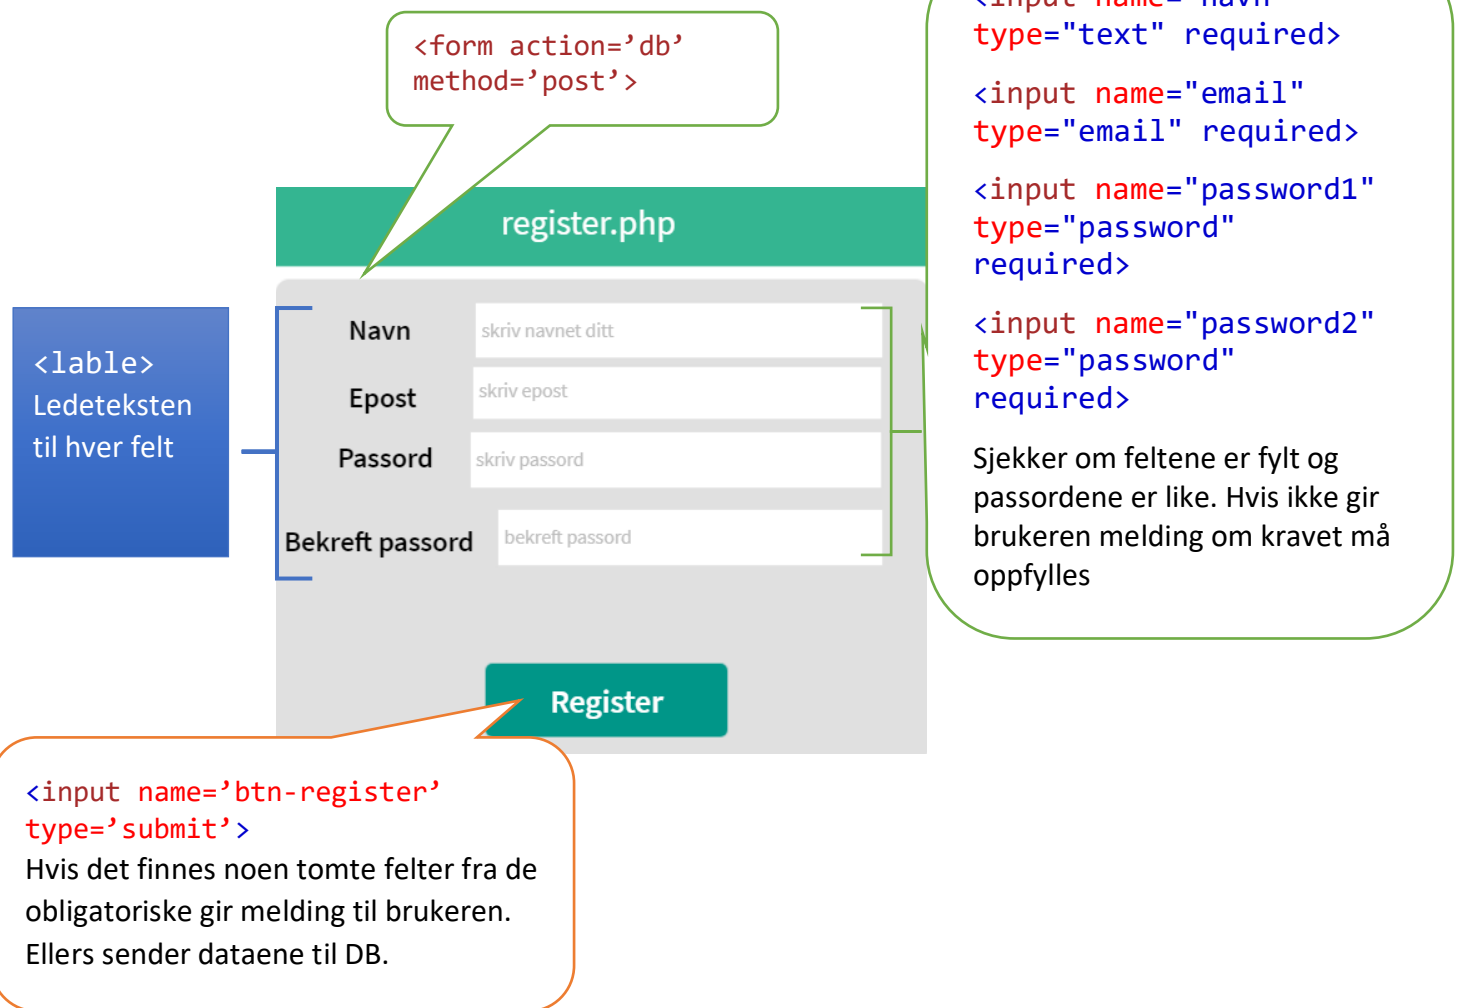 <form action='db'
method='post'>
<input name="navn"
type="text" required>
<input name="email"
type="email" required>
<input name="password1"
type="password"
required>
<input name="password2"
type="password"
required>
Sjekker om feltene er fylt og
passordene er like. Hvis ikke gir
brukeren melding om kravet må
oppfylles
register.php
<lable>
Ledeteksten
til hver felt
Navn
skriv navnet ditt
Epost
skriv epost
Passord
skriv passord
Bekreft passord
bekreft passord
Register
<input name=’btn-register’
type=’submit’>
Hvis det finnes noen tomte felter fra de
obligatoriske gir melding til brukeren.
Ellers sender dataene til DB.